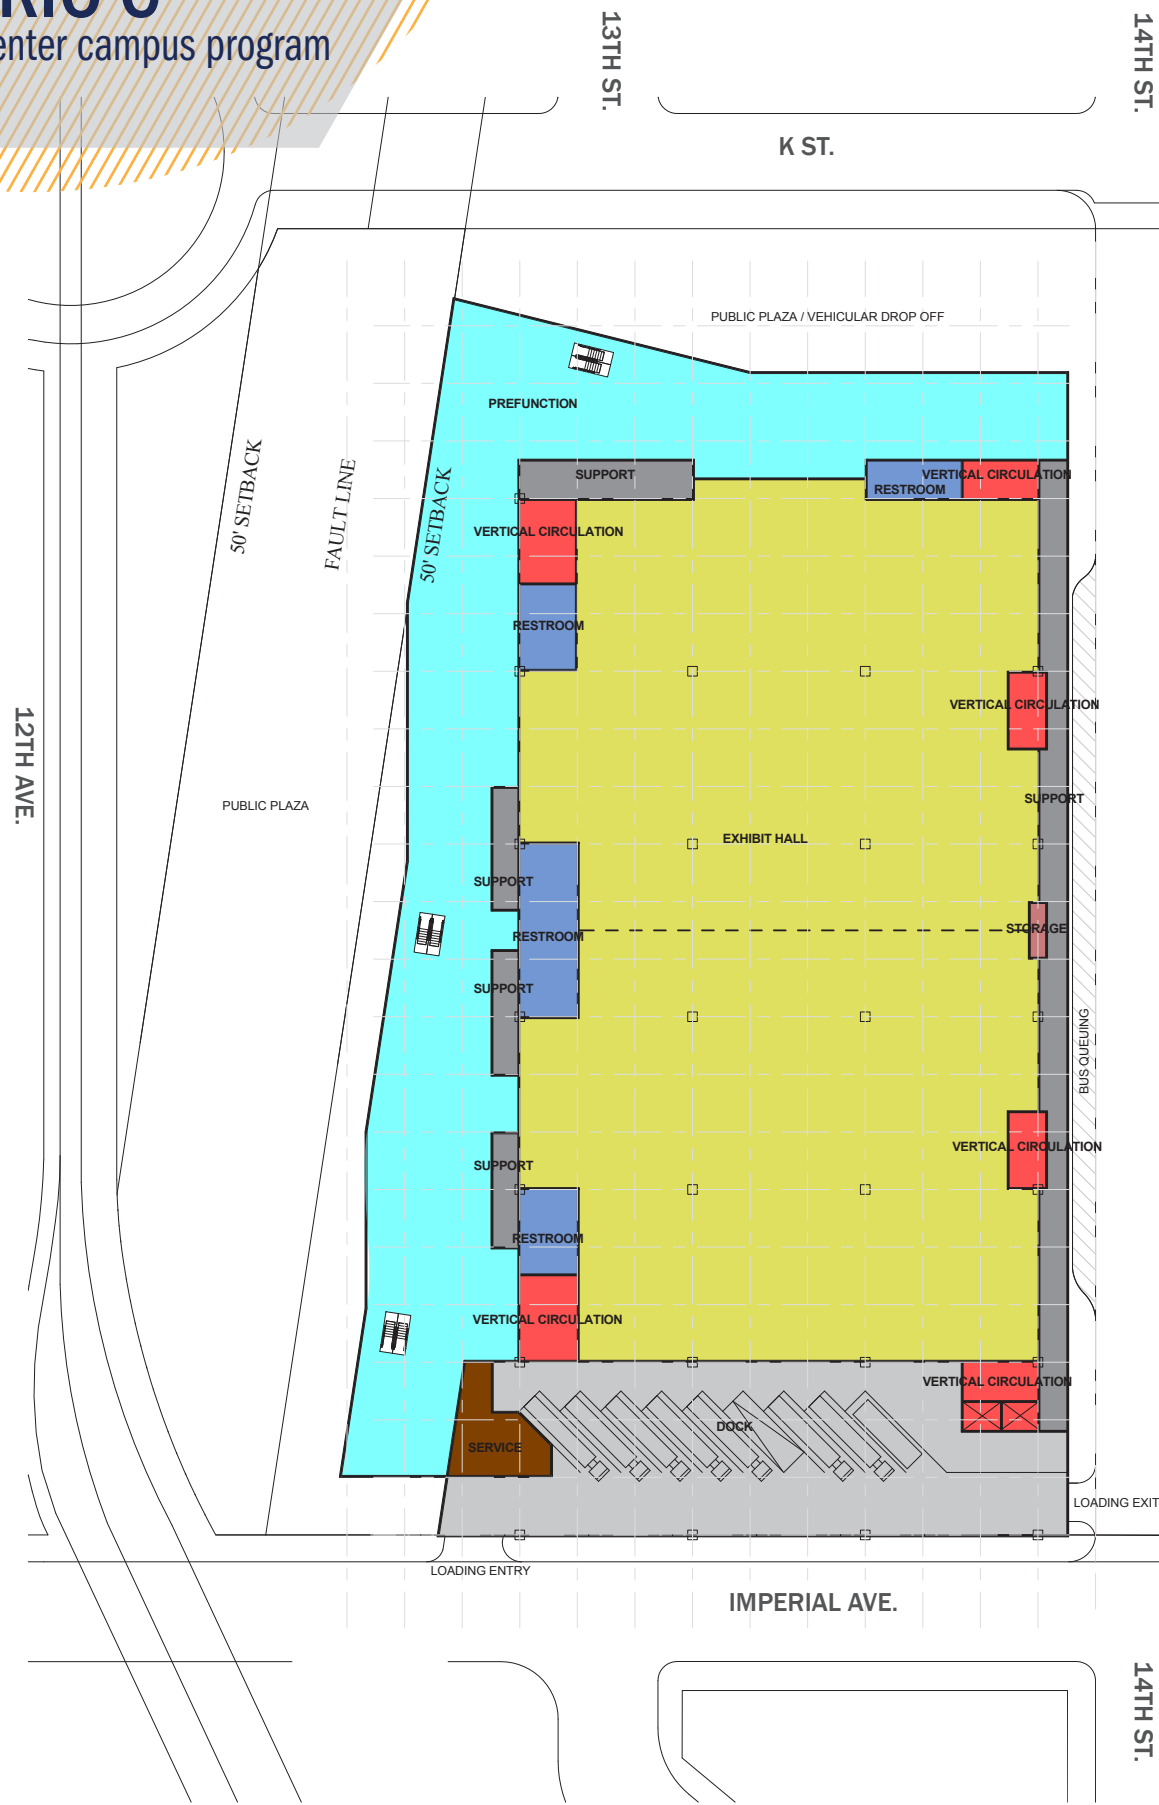 enter campus program
13TH ST.
14TH ST.
K ST.
PUBLIC PLAZA / VEHICULAR DROP OFF
PREFUNCTION
50' SETBACK
FAULT LINE
50' SETBACK
SUPPORT
VERTICAL CIRCULATION
RESTROOM
VERTICAL CIRCULATION
RESTROOM
VERTICAL CIRCULATION
12TH AVE.
PUBLIC PLAZA
SUPPORT
EXHIBIT HALL
SUPPORT
RESTROOM
STORAGE
SUPPORT
BUS QUEUING
VERTICAL CIRCULATION
SUPPORT
RESTROOM
VERTICAL CIRCULATION
VERTICAL CIRCULATION
DOCK
SERVICE
LOADING EXIT
LOADING ENTRY
IMPERIAL AVE.
14TH ST.